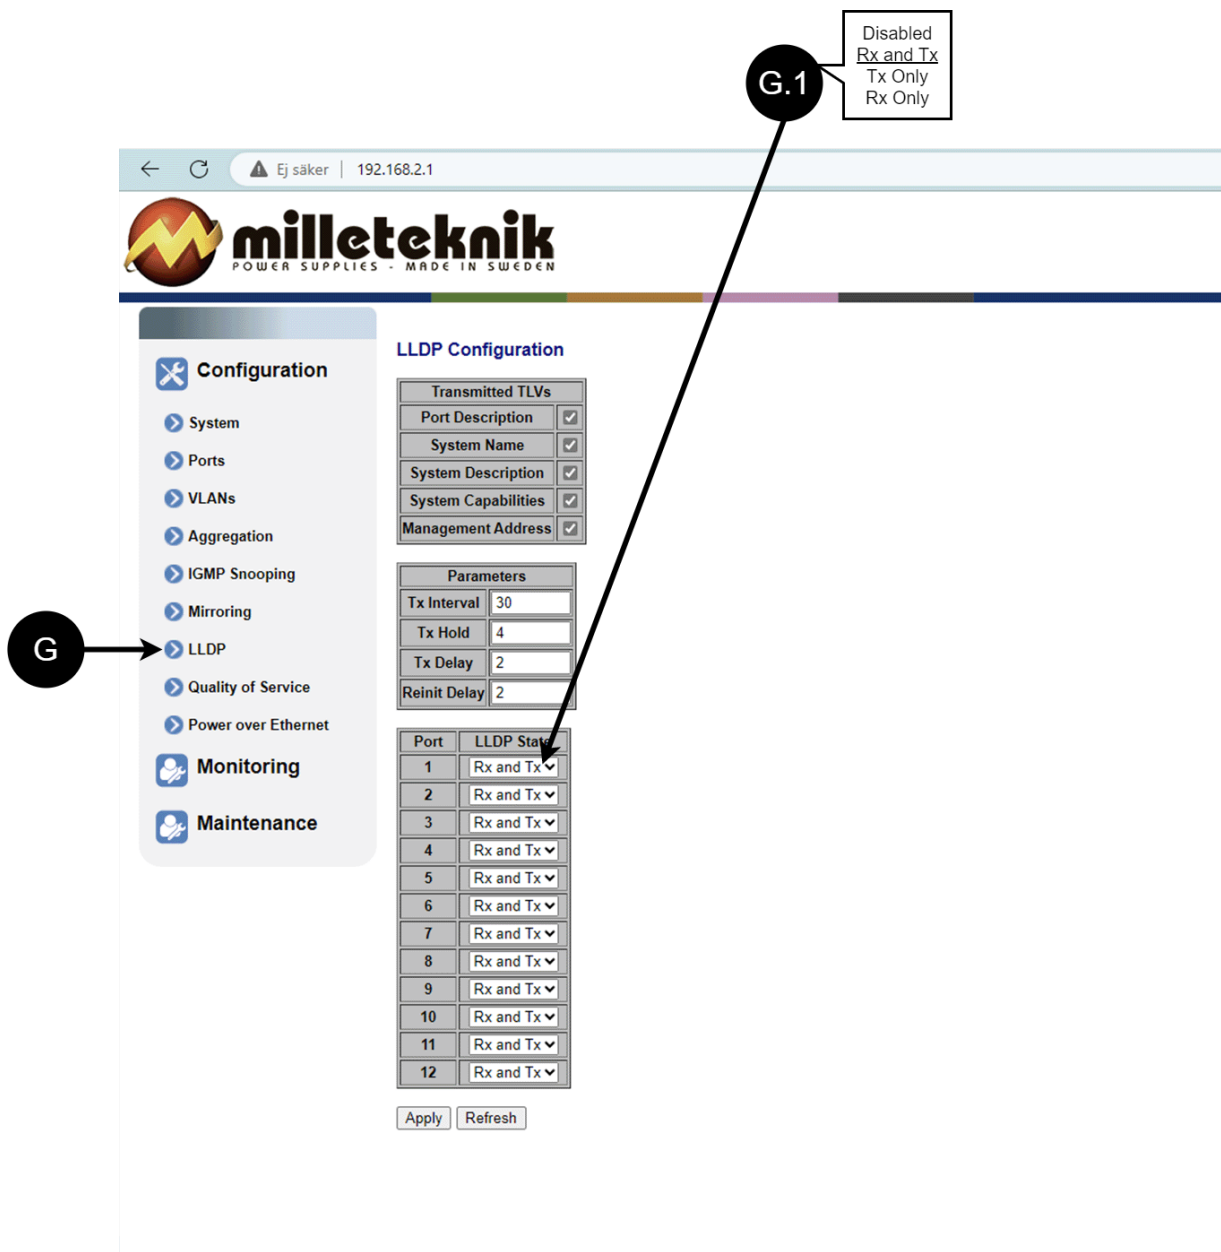 Disabled
Rx and Tx
Tx Only
Rx Only
G.1
Ej säker | 192.168.2.1
milleteknik
POWER SUPPLIES - MADE IN SWEDEN
Configuration
System
Ports
VLANs
Aggregation
IGMP Snooping
Mirroring
G
LLDP
Quality of Service
Power over Ethernet
Monitoring
Maintenance
LLDP Configuration
Transmitted TLVs
Port Description
System Name
System Description
System Capabilities
Management Address
Parameters
Tx Interval 30
Tx Hold 4
Tx Delay 2
Reinit Delay 2
Port LLDP State
1 Rx and Tx
2 Rx and Tx
3 Rx and Tx
4 Rx and Tx
5 Rx and Tx
6 Rx and Tx
7 Rx and Tx
8 Rx and Tx
9 Rx and Tx
10 Rx and Tx
11 Rx and Tx
12 Rx and Tx
Apply Refresh